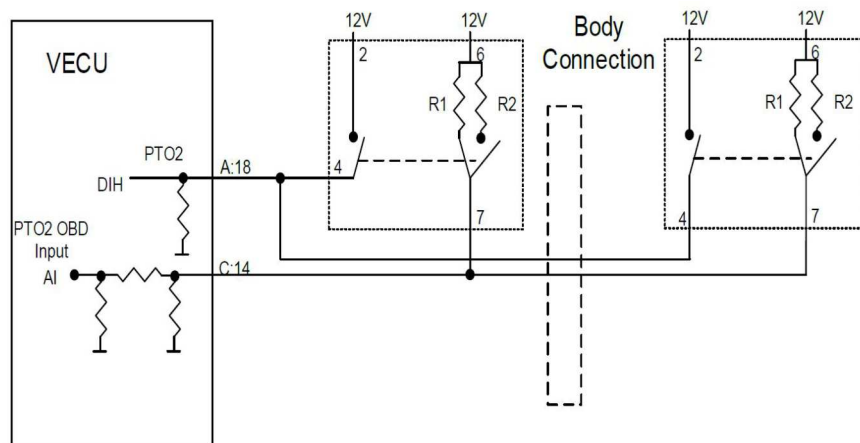 12V
12V
2
6
R1
R2
4
7
Body
Connection
12V
12V
2
6
R1
R2
4
7
VECU
PTO2
A:18
DIH
PTO2 OBD
Input
AI
C:14